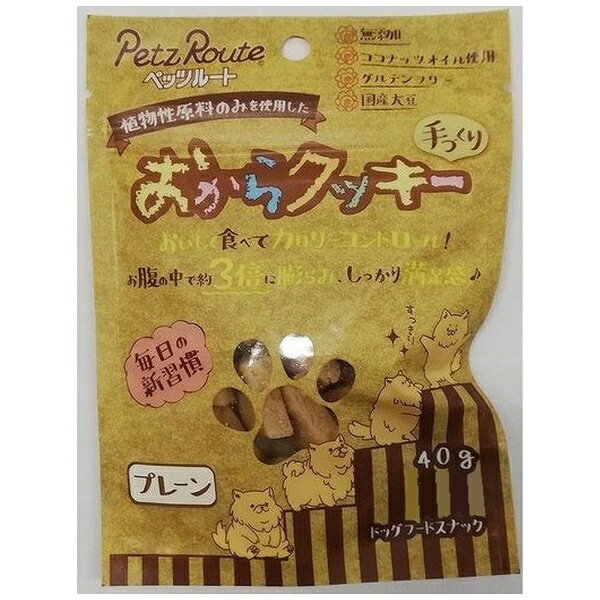 Petz Route
ペッツルート
無添加
ココナッツオイル使用
グルテンフリー
国産大豆
植物性原料のみを使用した
手づくり
おからクッキー
おいしく食べてカロリーコントロール!
お腹の中で約3倍に膨らみ、しっかり満足感♪
毎日の
新習慣
すっきり
プレーン
40g
ドッグフードスナック